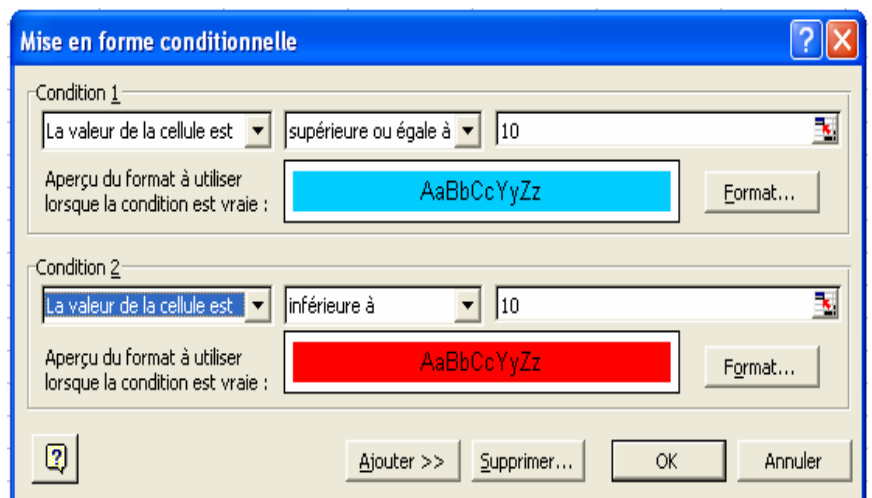 Mise en forme conditionnelle
Condition 1
La valeur de la cellule est supérieure ou égale à 10
Aperçu du format à utiliser
lorsque la condition est vraie :
AaBbCcYyZz
Format...
Condition 2
La valeur de la cellule est inférieure à 10
Aperçu du format à utiliser
lorsque la condition est vraie :
AaBbCcYyZz
Format...
Ajouter >> Supprimer... OK Annuler